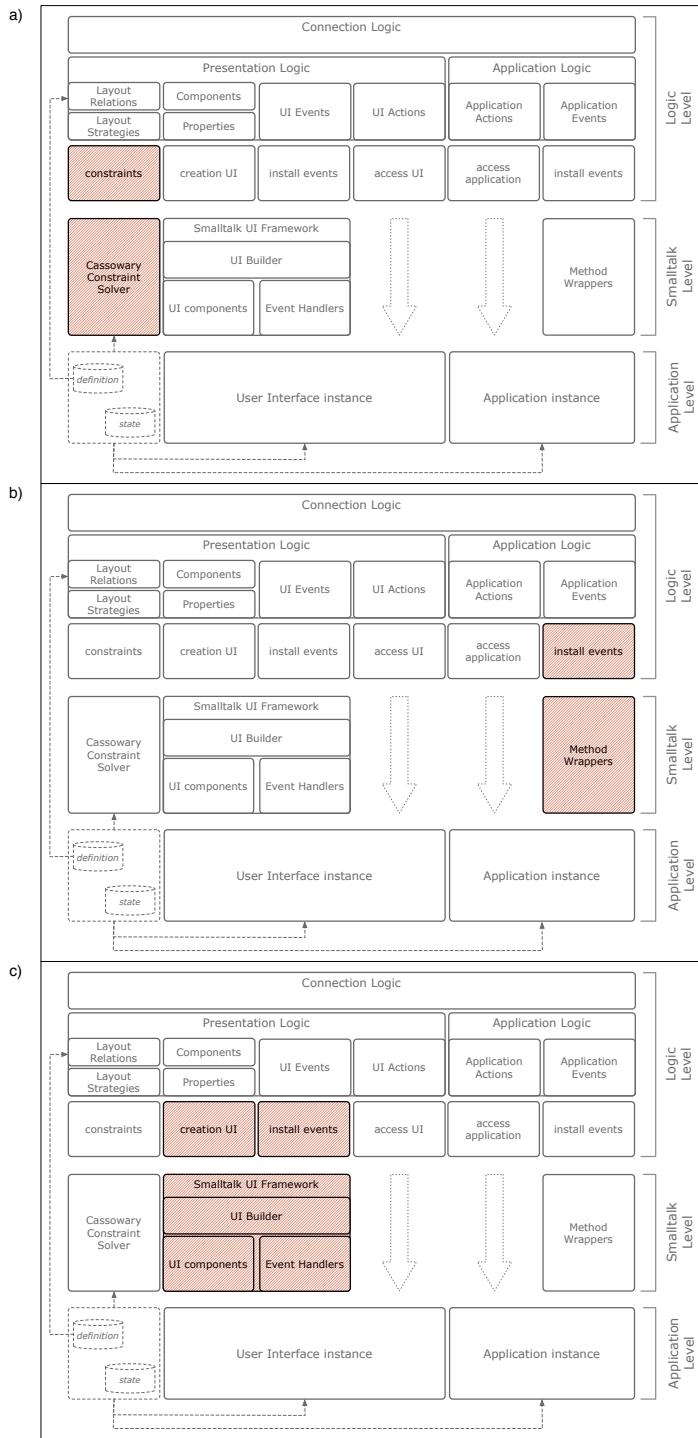 a)
Connection Logic
Presentation Logic
Application Logic
Layout
Relations
Components
UI Events
UI Actions
Application
Actions
Application
Events
Layout
Strategies
Properties
Logic
Level
constraints
creation UI
install events
access UI
access
application
install events
Cassowary
Constraint
Solver
Smalltalk UI Framework
UI Builder
UI components
Event Handlers
Method
Wrappers
Smalltalk
Level
definition
state
User Interface instance
Application instance
Application
Level
b)
Connection Logic
Presentation Logic
Application Logic
Layout
Relations
Components
UI Events
UI Actions
Application
Actions
Application
Events
Layout
Strategies
Properties
Logic
Level
constraints
creation UI
install events
access UI
access
application
install events
Cassowary
Constraint
Solver
Smalltalk UI Framework
UI Builder
UI components
Event Handlers
Method
Wrappers
Smalltalk
Level
definition
state
User Interface instance
Application instance
Application
Level
c)
Connection Logic
Presentation Logic
Application Logic
Layout
Relations
Components
UI Events
UI Actions
Application
Actions
Application
Events
Layout
Strategies
Properties
Logic
Level
constraints
creation UI
install events
access UI
access
application
install events
Cassowary
Constraint
Solver
Smalltalk UI Framework
UI Builder
UI components
Event Handlers
Method
Wrappers
Smalltalk
Level
definition
state
User Interface instance
Application instance
Application
Level